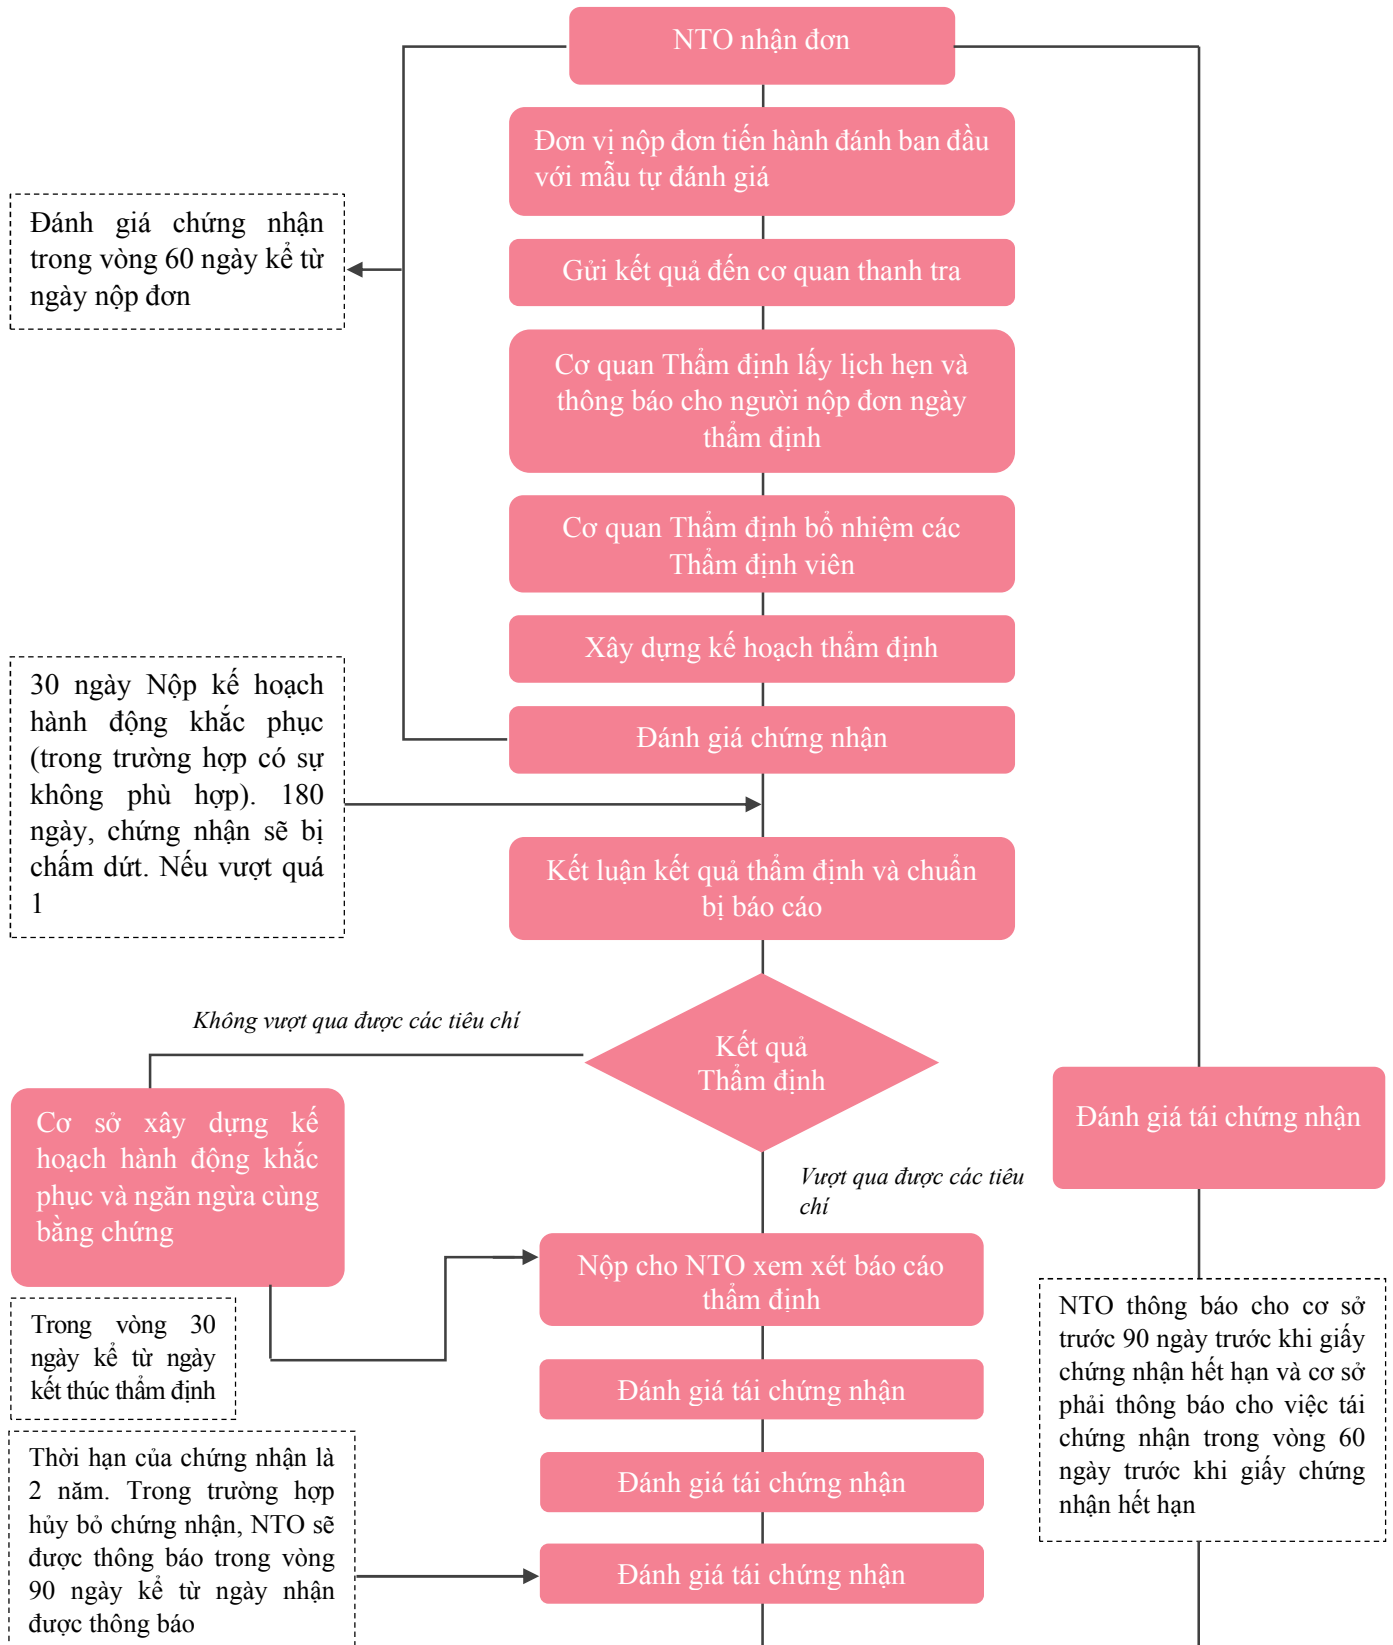 NTO nhận đơn
Đơn vị nộp đơn tiến hành đánh ban đầu
với mẫu tự đánh giá
Đánh giá chứng nhận
trong vòng 60 ngày kể từ
ngày nộp đơn
Gửi kết quả đến cơ quan thanh tra
Cơ quan Thẩm định lấy lịch hẹn và
thông báo cho người nộp đơn ngày
thẩm định
Cơ quan Thẩm định bổ nhiệm các
Thẩm định viên
Xây dựng kế hoạch thẩm định
30 ngày Nộp kế hoạch
hành động khắc phục
(trong trường hợp có sự
không phù hợp). 180
ngày, chứng nhận sẽ bị
chấm dứt. Nếu vượt quá
1
Đánh giá chứng nhận
Kết luận kết quả thẩm định và chuẩn
bị báo cáo
Không vượt qua được các tiêu chí
Kết quả
Thẩm định
Cơ sở xây dựng kế
hoạch hành động khắc
phục và ngăn ngừa cùng
bằng chứng
Đánh giá tái chứng nhận
Vượt qua được các tiêu
chí
Nộp cho NTO xem xét báo cáo
thẩm định
Trong vòng 30
ngày kể từ ngày
kết thúc thẩm định
NTO thông báo cho cơ sở
trước 90 ngày trước khi giấy
chứng nhận hết hạn và cơ sở
phải thông báo cho việc tái
chứng nhận trong vòng 60
ngày trước khi giấy chứng
nhận hết hạn
Đánh giá tái chứng nhận
Đánh giá tái chứng nhận
Thời hạn của chứng nhận là
2 năm. Trong trường hợp
hủy bỏ chứng nhận, NTO sẽ
được thông báo trong vòng
90 ngày kể từ ngày nhận
được thông báo
Đánh giá tái chứng nhận